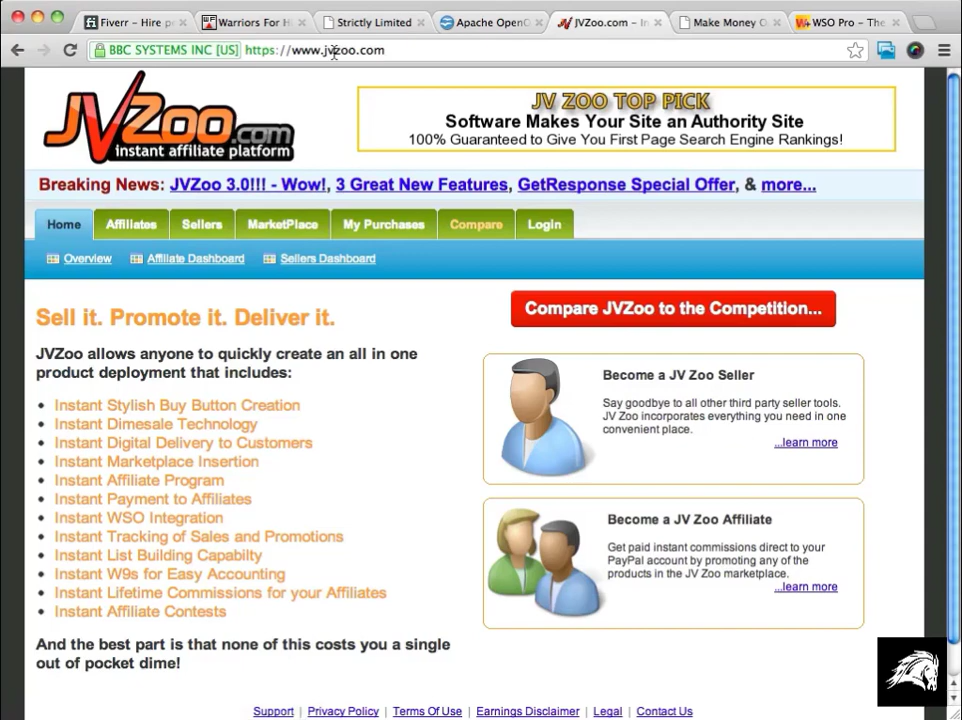 Fiverr - Hire pe
Warriors For Hi
Strictly Limited
Apache OpenO
JVZoo.com - In
Make Money O
WSO Pro - The
BBC SYSTEMS INC [US] https://www.jvzoo.com
JVZoo.com
instant affiliate platform
JV ZOO TOP PICK
Software Makes Your Site an Authority Site
100% Guaranteed to Give You First Page Search Engine Rankings!
Breaking News: JVZoo 3.0!!! - Wow!, 3 Great New Features, GetResponse Special Offer, & more...
Home Affiliates Sellers MarketPlace My Purchases Compare Login
Overview Affiliate Dashboard Sellers Dashboard
Sell it. Promote it. Deliver it.
JVZoo allows anyone to quickly create an all in one
product deployment that includes:
Instant Stylish Buy Button Creation
Instant Dimesale Technology
Instant Digital Delivery to Customers
Instant Marketplace Insertion
Instant Affiliate Program
Instant Payment to Affiliates
Instant WSO Integration
Instant Tracking of Sales and Promotions
Instant List Building Capabilty
Instant W9s for Easy Accounting
Instant Lifetime Commissions for your Affiliates
Instant Affiliate Contests
And the best part is that none of this costs you a single
out of pocket dime!
Compare JVZoo to the Competition...
Become a JV Zoo Seller
Say goodbye to all other third party seller tools.
JV Zoo incorporates everything you need in one
convenient place.
...learn more
Become a JV Zoo Affiliate
Get paid instant commissions direct to your
PayPal account by promoting any of the
products in the JV Zoo marketplace.
...learn more
Support | Privacy Policy | Terms Of Use | Earnings Disclaimer | Legal | Contact Us